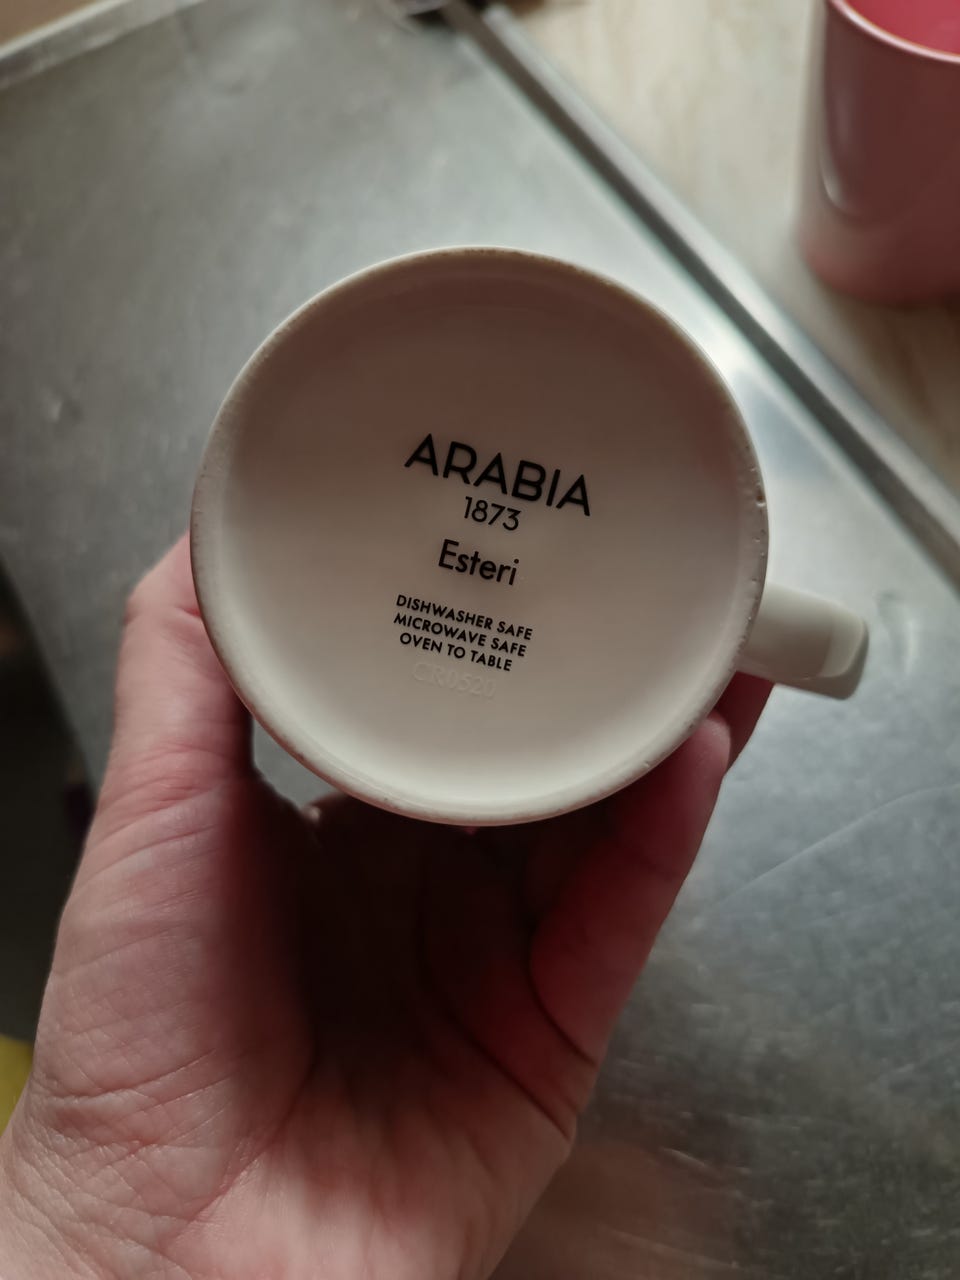 ARABIA
1873
Esteri
DISHWASHER SAFE
MICROWAVE SAFE
OVEN TO TABLE
CR0520